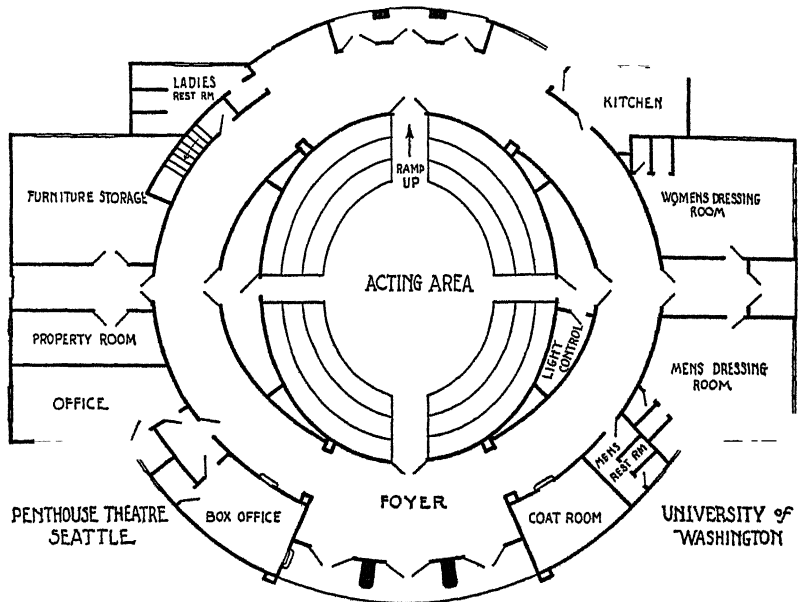 LADIES
REST RM
KITCHEN
RAMP
UP
FURNITURE STORAGE
WOMENS DRESSING
ROOM
ACTING AREA
PROPERTY ROOM
LIGHT
CONTROL
MENS DRESSING
ROOM
OFFICE
MENS
REST RM
FOYER
BOX OFFICE
COAT ROOM
PENTHOUSE THEATRE
SEATTLE
UNIVERSITY of
WASHINGTON